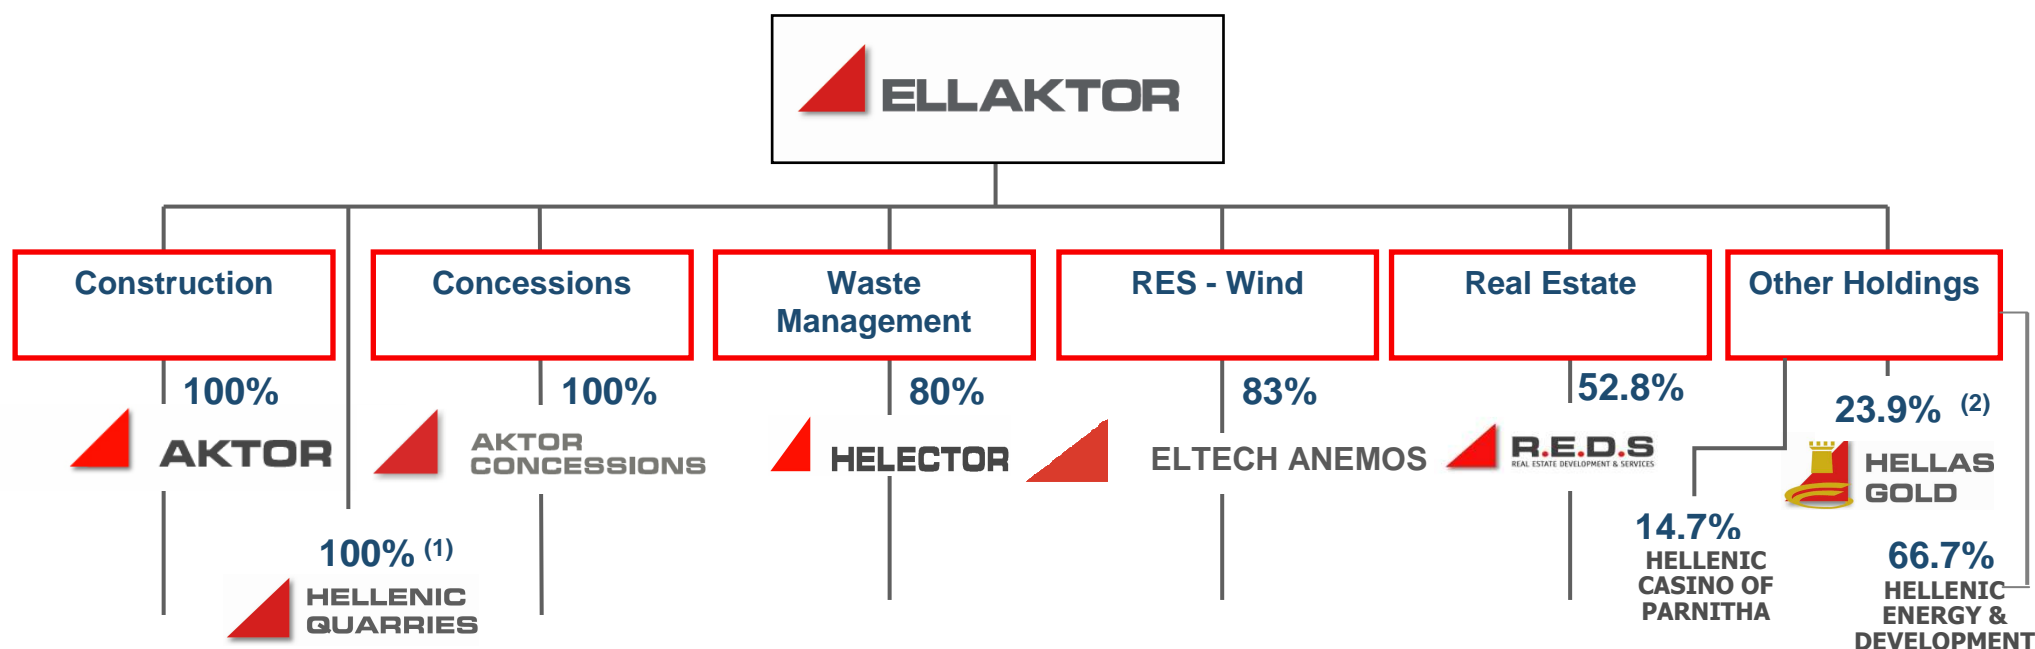 ELLAKTOR
Construction
Concessions
Waste
Management
RES - Wind
Real Estate
Other Holdings
100%
AKTOR
100% (1)
HELLENIC
QUARRIES
100%
AKTOR
CONCESSIONS
80%
HELECTOR
83%
ELTECH ANEMOS
52.8%
R.E.D.S
REAL ESTATE DEVELOPMENT & SERVICES
14.7%
HELLENIC
CASINO OF
PARNITHA
23.9% (2)
HELLAS
GOLD
66.7%
HELLENIC
ENERGY &
DEVELOPMENT